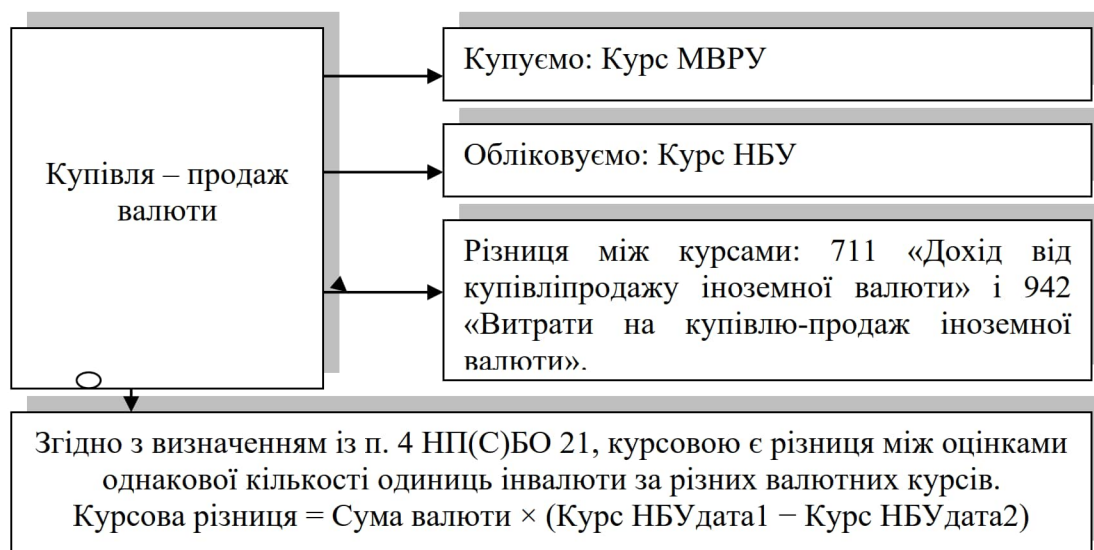 Купуємо: Курс МВРУ
Обліковуємо: Курс НБУ
Купівля – продаж
валюти
Різниця між курсами: 711 «Дохід від
купівліпродажу іноземної валюти» і 942
«Витрати на купівлю-продаж іноземної
валюти».
Згідно з визначенням із п. 4 НП(С)БО 21, курсовою є різниця між оцінками
однакової кількості одиниць інвалюти за різних валютних курсів.
Курсова різниця = Сума валюти × (Курс НБУдата1 − Курс НБУдата2)